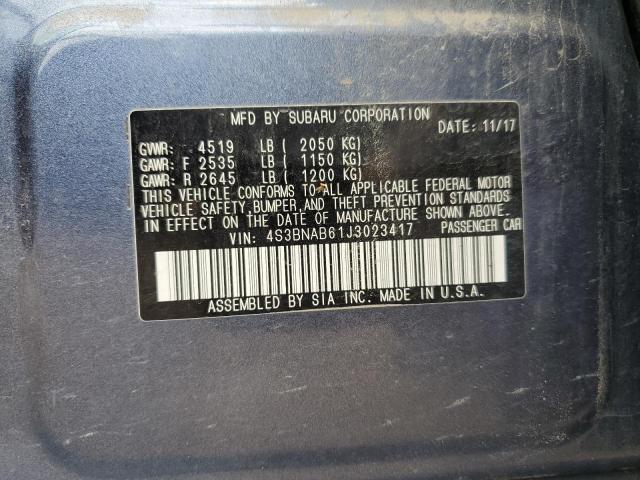 MFD BY SUBARU CORPORATION
DATE: 11/17
GVWR: 4519 LB ( 2050 KG)
GAWR: F 2535 LB ( 1150 KG)
GAWR: R 2645 LB ( 1200 KG)
THIS VEHICLE CONFORMS TO ALL APPLICABLE FEDERAL MOTOR
VEHICLE SAFETY,BUMPER,AND THEFT PREVENTION STANDARDS
IN EFFECT ON THE DATE OF MANUFACTURE SHOWN ABOVE.
VIN: 4S3BNAB61J3023417 PASSENGER CAR
ASSEMBLED BY SIA INC. MADE IN U.S.A.